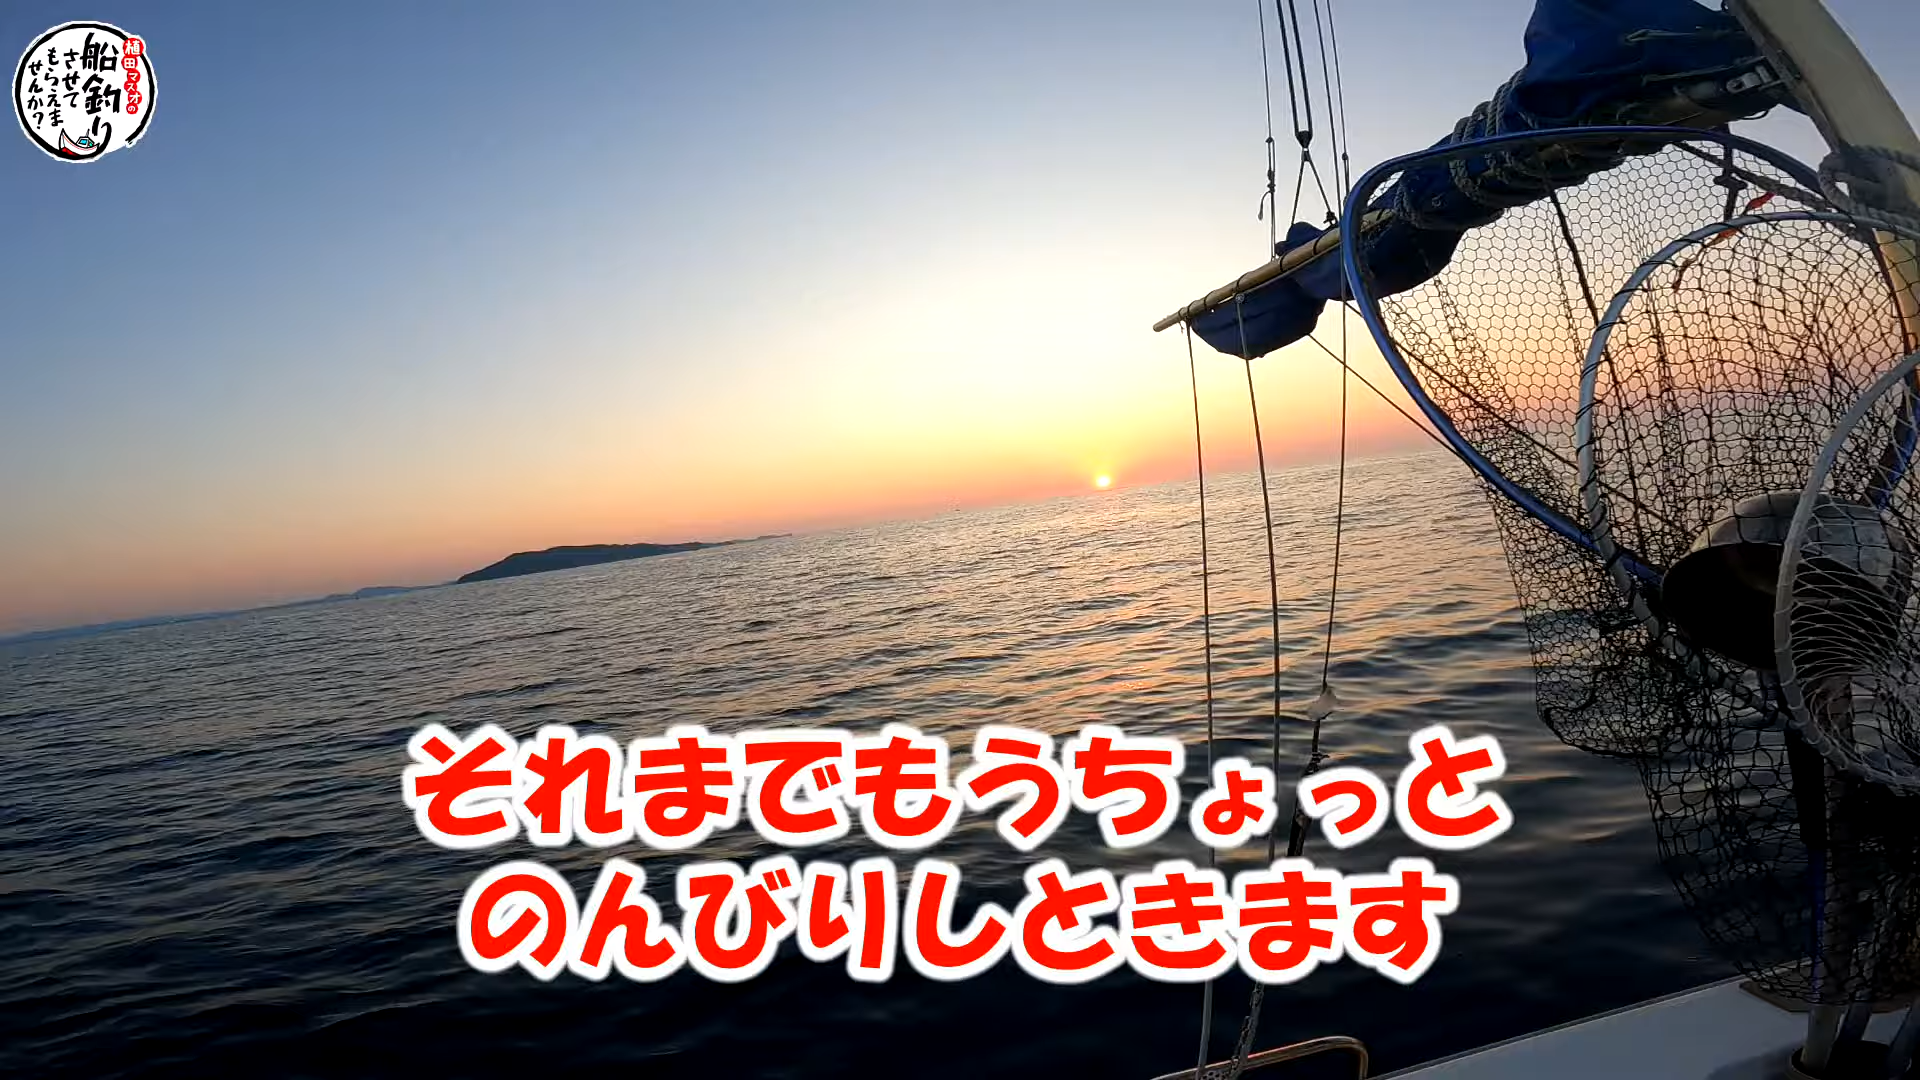 植田マスオの
船釣り
させて
もらえま
せんか?
それまでもうちょっと
のんびりしときます